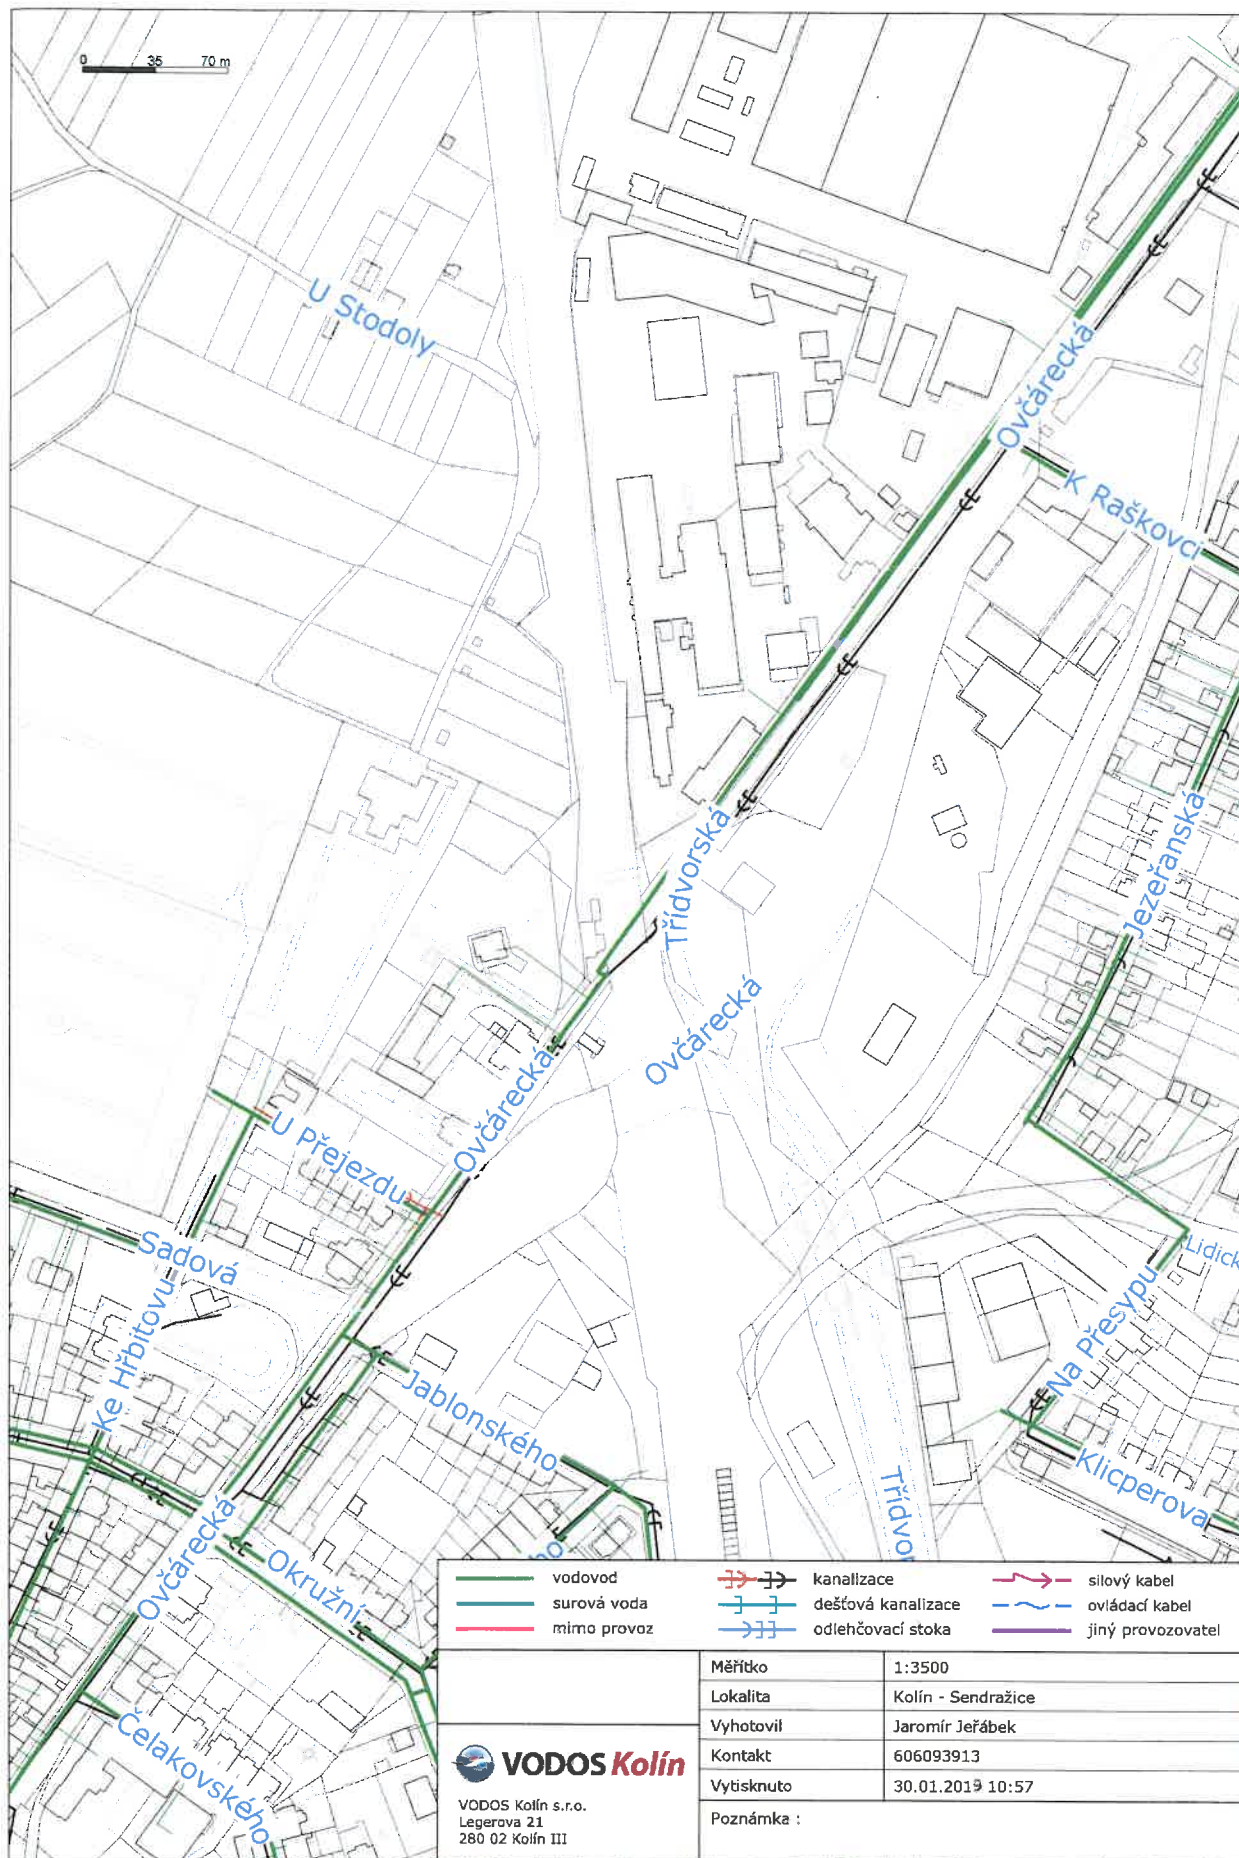 0 35 70 m
U Stodoly
Ovčárecká
K Raškovci
Třídvorská
Jezeřanská
Ovčárecká
Ovčárecká
U Přejezdu
Sadová
Lidick
Ke Hřbitovu
Na Přesypu
Jablonského
Klicperova
Třídvor
Ovčárecká
ho
Okružní
Čelakovského
vodovod
surová voda
mimo provoz
kanalizace
dešťová kanalizace
odlehčovací stoka
silový kabel
ovládací kabel
jiný provozovatel
Měřítko 1:3500
Lokalita Kolín - Sendražice
Vyhotovil Jaromír Jeřábek
Kontakt 606093913
Vytisknuto 30.01.2019 10:57
Poznámka :
VODOS Kolín
VODOS Kolín s.r.o.
Legerova 21
280 02 Kolín III